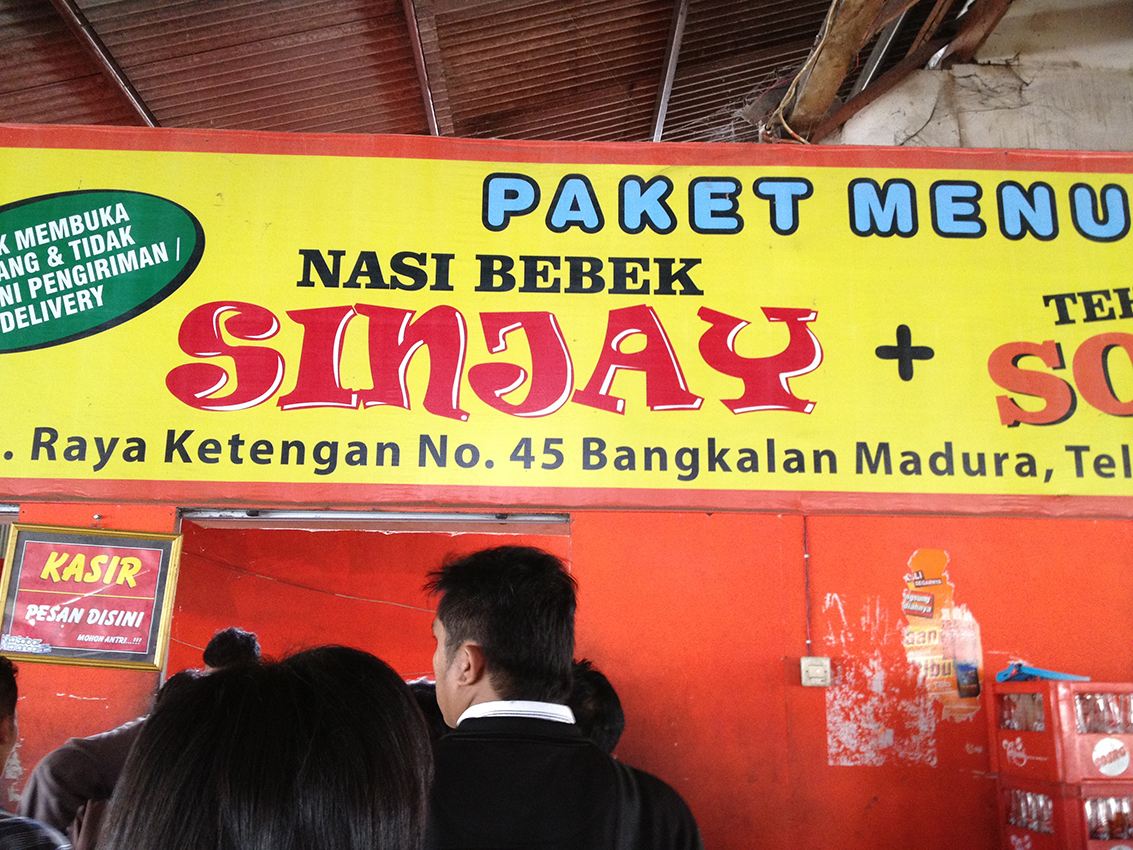 PAKET MENU
K MEMBUKA
ANG & TIDAK
NI PENGIRIMAN /
DELIVERY
NASI BEBEK
SINJAY
+
TEH
SO
. Raya Ketengan No. 45 Bangkalan Madura, Tel
KASIR
PESAN DISINI
MOHON ANTRI...!!!